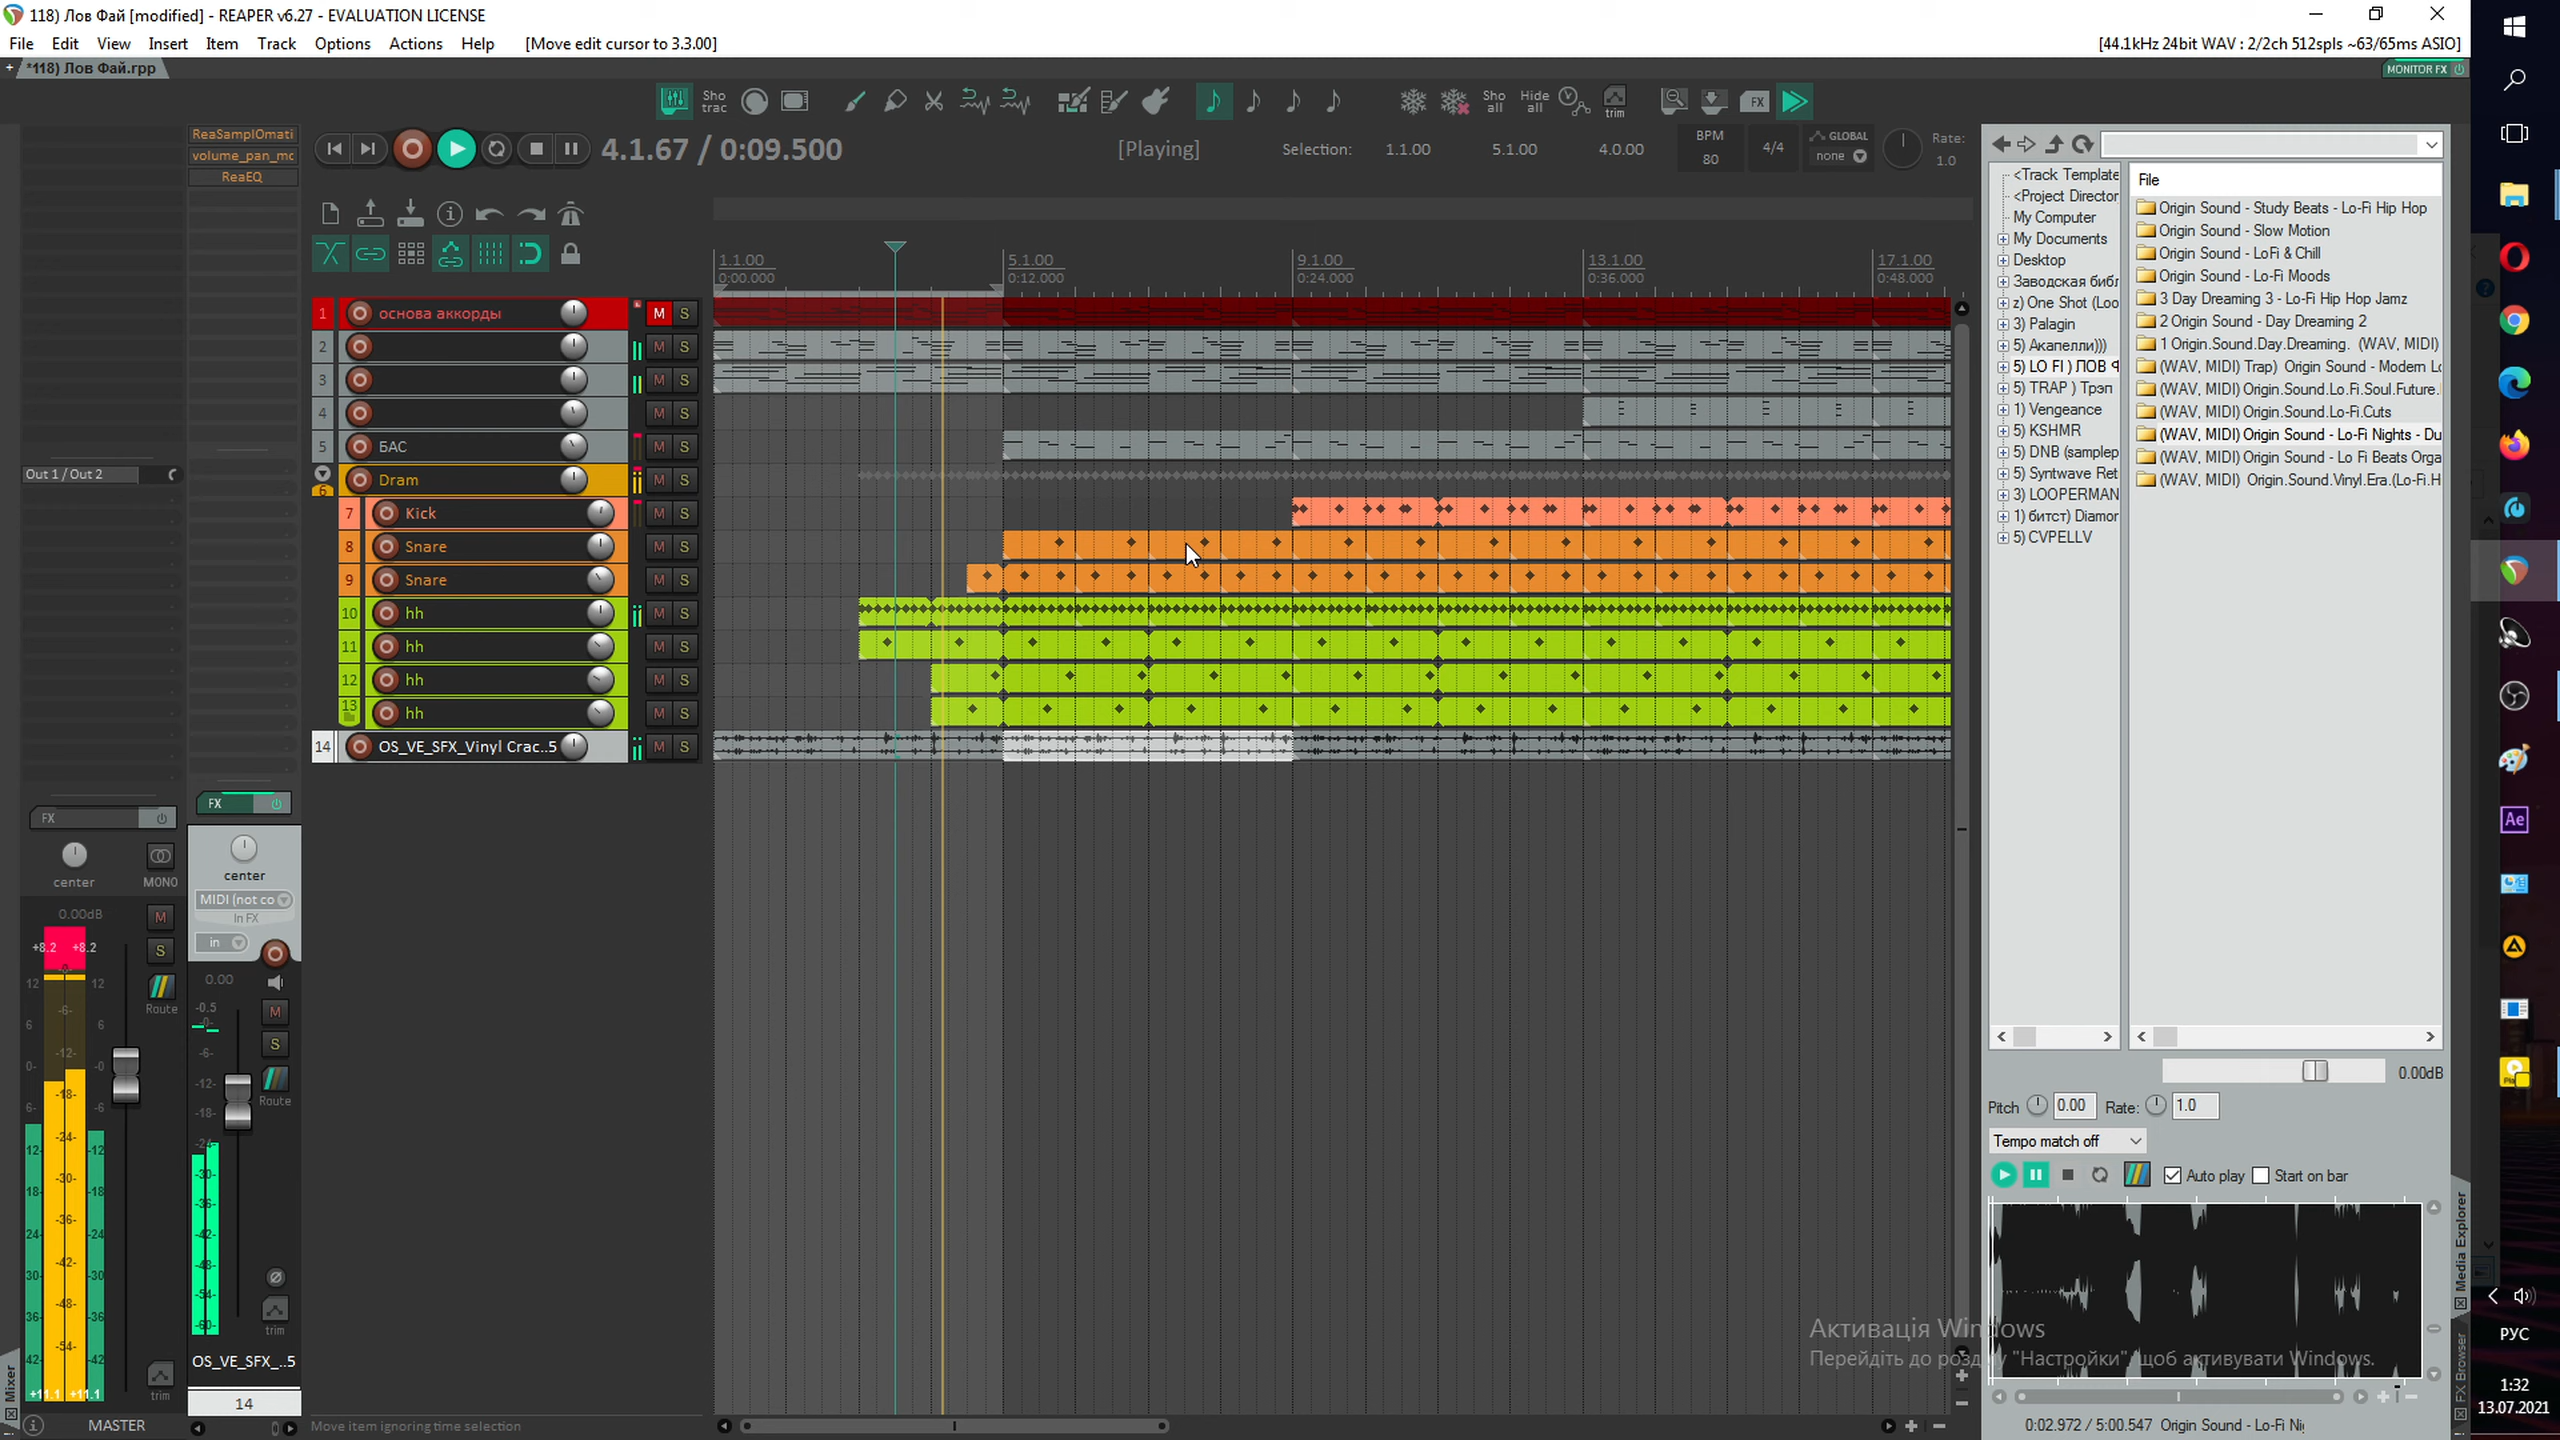 118) Лов Фай [modified] - REAPER v6.27 - EVALUATION LICENSE
File Edit View Insert Item Track Options Actions Help [Move edit cursor to 3.3.00]
[44.1kHz 24bit WAV : 2/2ch 512spls ~63/65ms ASIO]
+ *118) Лов Фай.rpp
MONITOR FX
Sho trac
Sho all
Hide all
trim
FX
ReaSamplOmati
volume_pan_mc
ReaEQ
4.1.67 / 0:09.500
[Playing]
Selection: 1.1.00 5.1.00 4.0.00
BPM
80
4/4
GLOBAL
none
Rate:
1.0
1.1.00
0:00.000
5.1.00
0:12.000
9.1.00
0:24.000
13.1.00
0:36.000
17.1.00
0:48.000
1 основа аккорды M S
2 M S
3 M S
4 M S
5 БАС M S
6 Dram M S
7 Kick M S
8 Snare M S
9 Snare M S
10 hh M S
11 hh M S
12 hh M S
13 hh M S
14 OS_VE_SFX_Vinyl Crac..5 M S
Out 1 / Out 2
FX
FX
center
MONO
center
MIDI (not co
In FX
in
0.00dB
M
+8.2 +8.2
S
Route
0.00
-0.5
M
S
Route
trim
trim
+11.1 +11.1
OS_VE_SFX_..5
14
MASTER
Mixer
Move item ignoring time selection
<Track Template
<Project Director
My Computer
My Documents
Desktop
Заводская библ
z) One Shot (Loo
3) Palagin
5) Акапелли)))
5) LO FI ) ЛОВ Ф
5) TRAP ) Трэп
1) Vengeance
5) KSHMR
5) DNB (samplep
5) Syntwave Ret
3) LOOPERMAN
1) битст) Diamor
5) CVPELLV
File
Origin Sound - Study Beats - Lo-Fi Hip Hop
Origin Sound - Slow Motion
Origin Sound - LoFi & Chill
Origin Sound - Lo-Fi Moods
3 Day Dreaming 3 - Lo-Fi Hip Hop Jamz
2 Origin Sound - Day Dreaming 2
1 Origin.Sound.Day.Dreaming. (WAV, MIDI)
(WAV, MIDI) Trap) Origin Sound - Modern Lo
(WAV, MIDI) Origin.Sound.Lo.Fi.Soul.Future.
(WAV, MIDI) Origin.Sound.Lo-Fi.Cuts
(WAV, MIDI) Origin Sound - Lo-Fi Nights - Du
(WAV, MIDI) Origin Sound - Lo Fi Beats Orga
(WAV, MIDI) Origin.Sound.Vinyl.Era.(Lo-Fi.H
0.00dB
Pitch 0.00 Rate: 1.0
Tempo match off
Auto play Start on bar
Media Explorer
FX Browser
0:02.972 / 5:00.547 Origin Sound - Lo-Fi Ni
Активація Windows
Перейдіть до розділу "Настройки", щоб активувати Windows.
Ae
РУС
1:32
13.07.2021